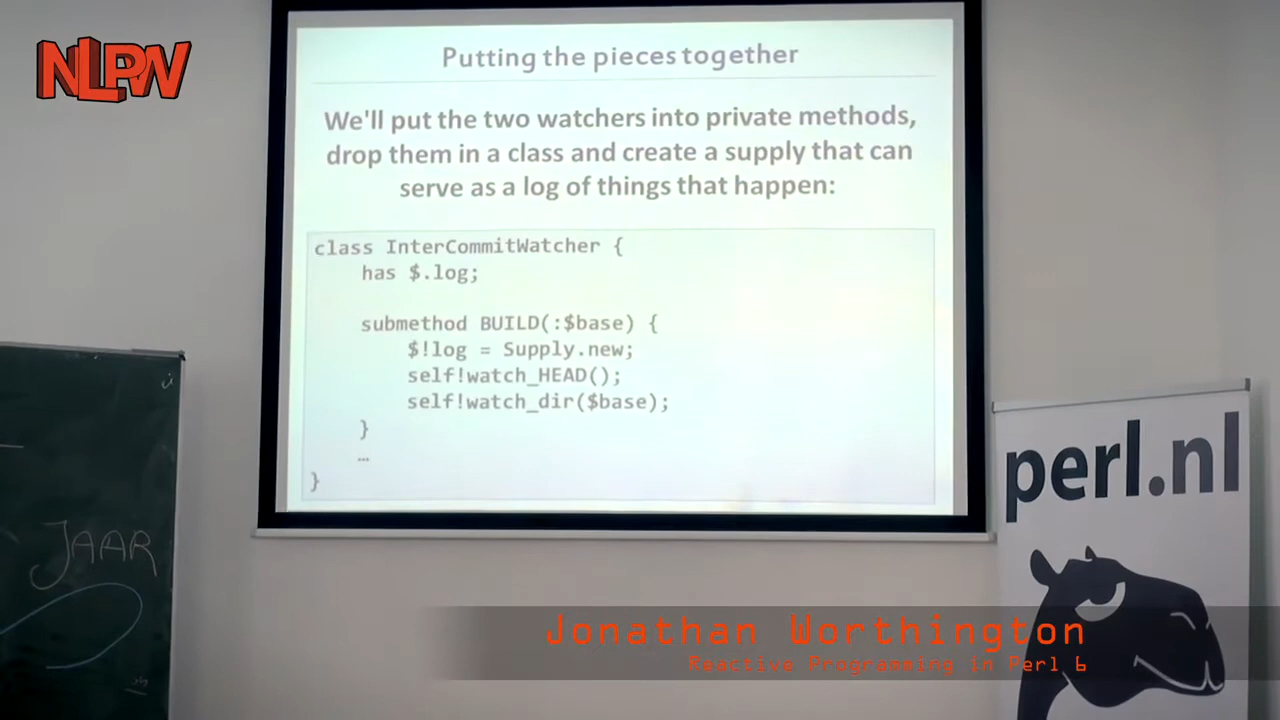 NLPW
Putting the pieces together
We'll put the two watchers into private methods,
drop them in a class and create a supply that can
serve as a log of things that happen:
class InterCommitWatcher {
    has $.log;
    submethod BUILD(:$base) {
        $!log = Supply.new;
        self!watch_HEAD();
        self!watch_dir($base);
    }
    …
}
JAAR
perl.nl
Jonathan Worthington
Reactive Programming in Perl 6